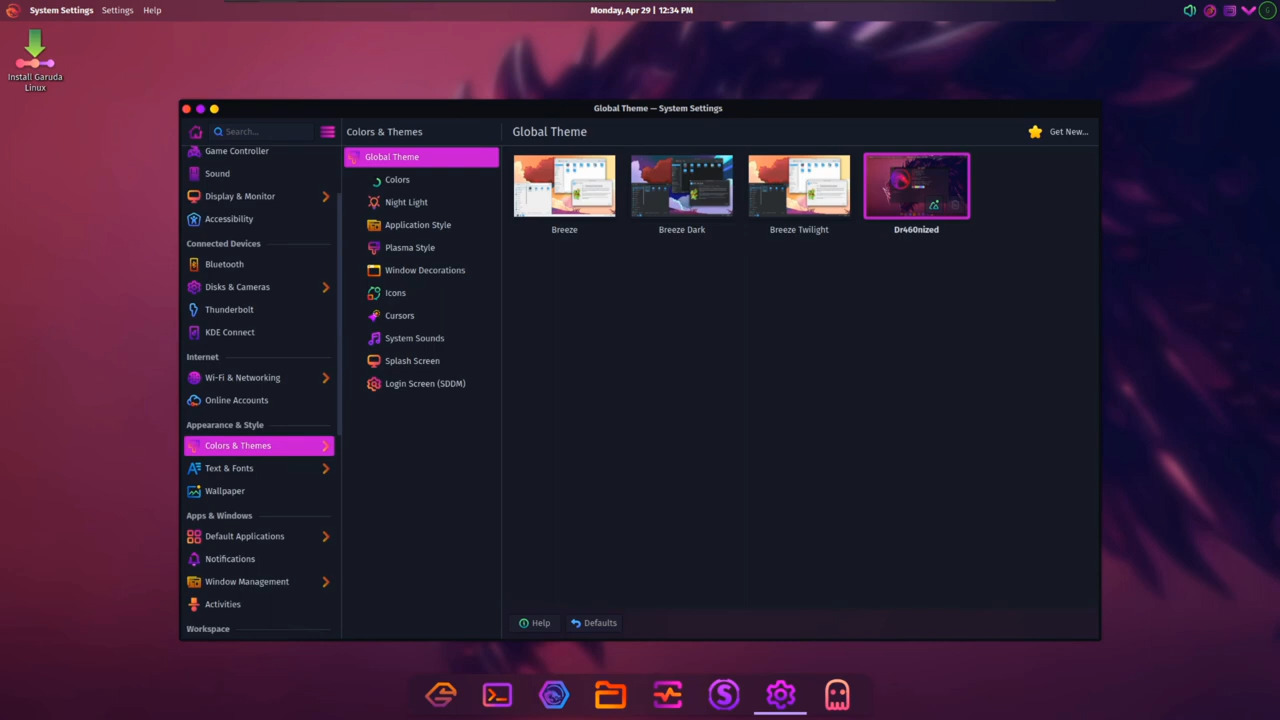 System Settings Settings Help
Monday, Apr 29 | 12:34 PM
Install Garuda
Linux
Global Theme — System Settings
Search...
Game Controller
Sound
Display & Monitor
Accessibility
Connected Devices
Bluetooth
Disks & Cameras
Thunderbolt
KDE Connect
Internet
Wi-Fi & Networking
Online Accounts
Appearance & Style
Colors & Themes
Text & Fonts
Wallpaper
Apps & Windows
Default Applications
Notifications
Window Management
Activities
Workspace
Colors & Themes
Global Theme
Colors
Night Light
Application Style
Plasma Style
Window Decorations
Icons
Cursors
System Sounds
Splash Screen
Login Screen (SDDM)
Global Theme
Get New...
Breeze
Breeze Dark
Breeze Twilight
Dr460nized
Help
Defaults